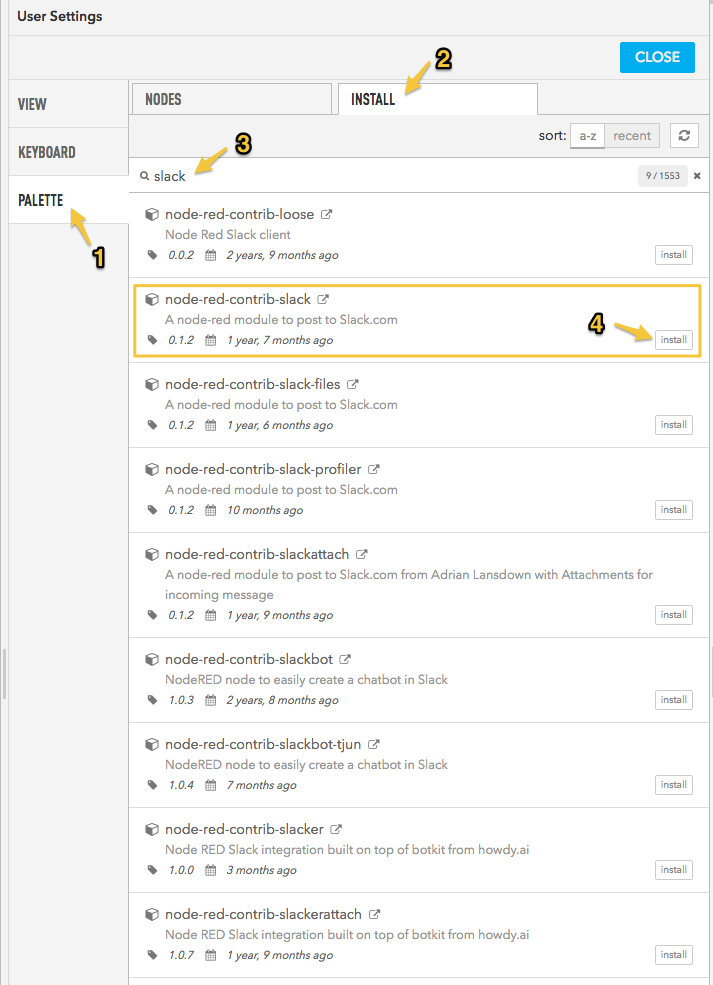 User Settings
CLOSE
2
VIEW
KEYBOARD
PALETTE
1
NODES
INSTALL
sort: a-z recent
3
slack 9 / 1553
node-red-contrib-loose
Node Red Slack client
0.0.2 2 years, 9 months ago install
node-red-contrib-slack
A node-red module to post to Slack.com
4
0.1.2 1 year, 7 months ago install
node-red-contrib-slack-files
A node-red module to post to Slack.com
0.1.2 1 year, 6 months ago install
node-red-contrib-slack-profiler
A node-red module to post to Slack.com
0.1.2 10 months ago install
node-red-contrib-slackattach
A node-red module to post to Slack.com from Adrian Lansdown with Attachments for
incoming message
0.1.2 1 year, 9 months ago install
node-red-contrib-slackbot
NodeRED node to easily create a chatbot in Slack
1.0.3 2 years, 8 months ago install
node-red-contrib-slackbot-tjun
NodeRED node to easily create a chatbot in Slack
1.0.4 7 months ago install
node-red-contrib-slacker
Node RED Slack integration built on top of botkit from howdy.ai
1.0.0 3 months ago install
node-red-contrib-slackerattach
Node RED Slack integration built on top of botkit from howdy.ai
1.0.7 1 year, 9 months ago install